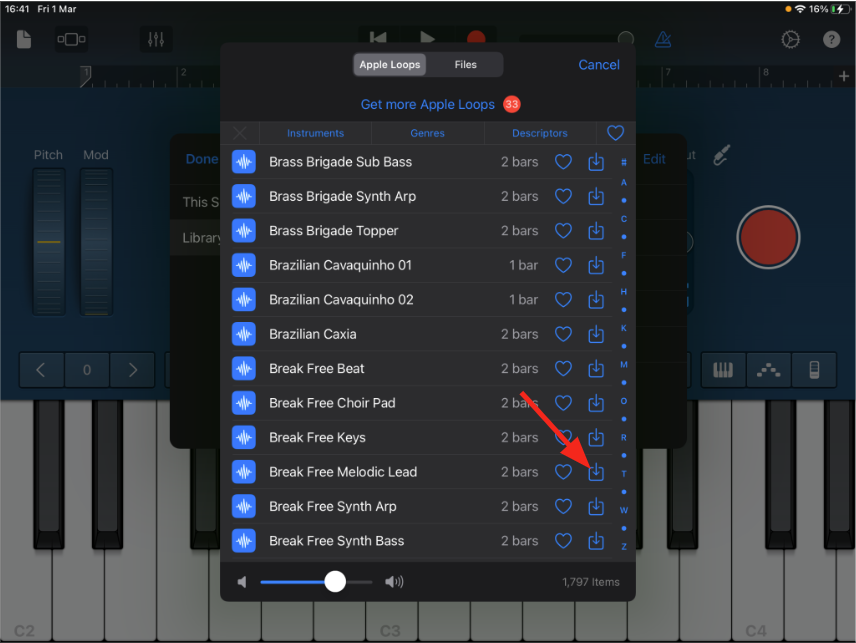 16:41 Fri 1 Mar
16%
?
1
2
7
8
Apple Loops
Files
Cancel
Get more Apple Loops 33
Instruments
Genres
Descriptors
Pitch
Mod
Done
This S
Library
Edit
ut
0
Brass Brigade Sub Bass 2 bars
Brass Brigade Synth Arp 2 bars
Brass Brigade Topper 2 bars
Brazilian Cavaquinho 01 1 bar
Brazilian Cavaquinho 02 1 bar
Brazilian Caxia 2 bars
Break Free Beat 2 bars
Break Free Choir Pad 2 bars
Break Free Keys 2 bars
Break Free Melodic Lead 2 bars
Break Free Synth Arp 2 bars
Break Free Synth Bass 2 bars
#
A
C
F
H
K
M
O
R
T
W
Z
1,797 Items
C2
C3
C4